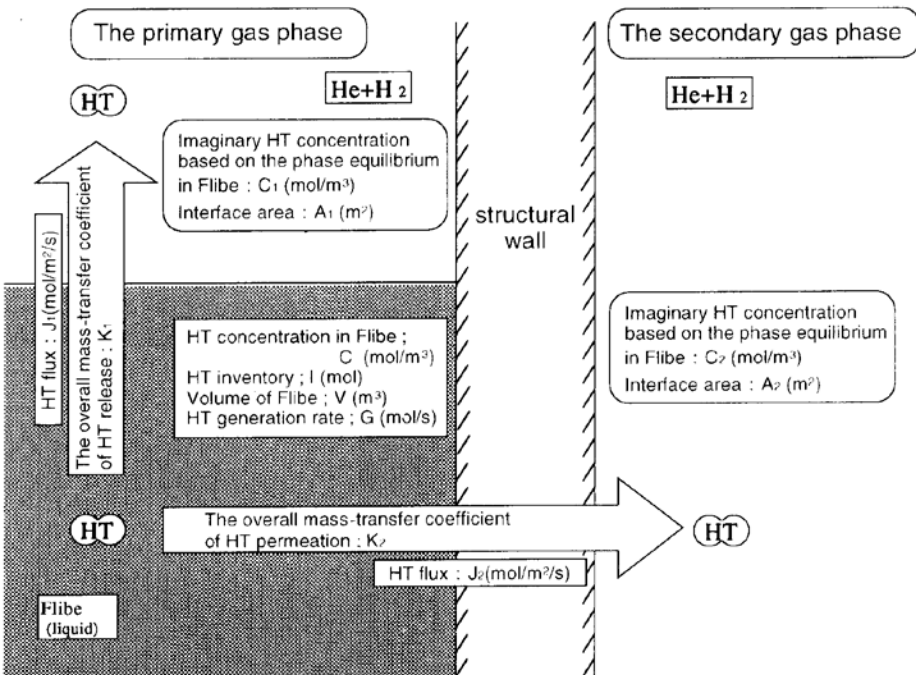 The primary gas phase
The secondary gas phase
He+H₂
He+H₂
HT
Imaginary HT concentration
based on the phase equilibrium
in Flibe : C₁ (mol/m³)
Interface area : A₁ (m²)
structural
wall
HT flux : J₁(mol/m²/s)
The overall mass-transfer coefficient
of HT release : K₁
HT concentration in Flibe ;
C (mol/m³)
HT inventory ; I (mol)
Volume of Flibe ; V (m³)
HT generation rate ; G (mol/s)
Imaginary HT concentration
based on the phase equilibrium
in Flibe : C₂ (mol/m³)
Interface area : A₂ (m²)
HT
The overall mass-transfer coefficient
of HT permeation : K₂
HT
HT flux : J₂(mol/m²/s)
Flibe
(liquid)